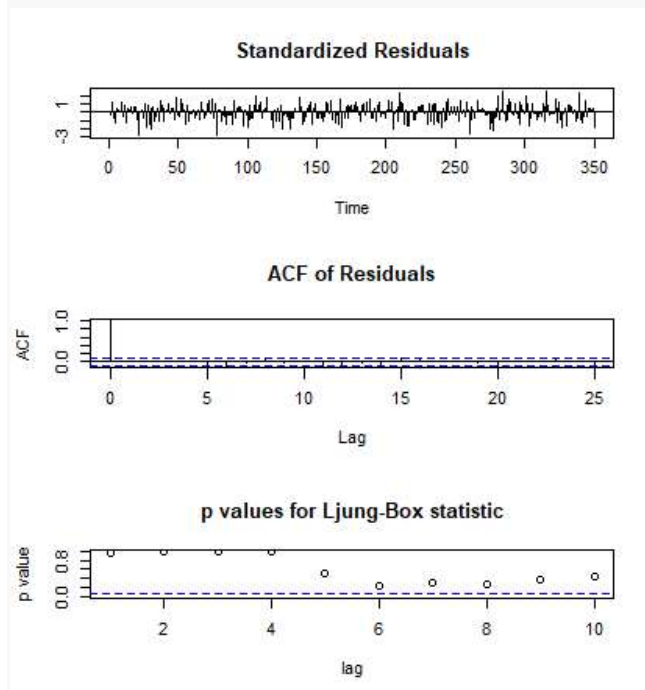 Standardized Residuals
1
-3
0 50 100 150 200 250 300 350
Time
ACF of Residuals
ACF
1.0
0.0
0 5 10 15 20 25
Lag
p values for Ljung-Box statistic
p value
0.8
0.0
2 4 6 8 10
lag